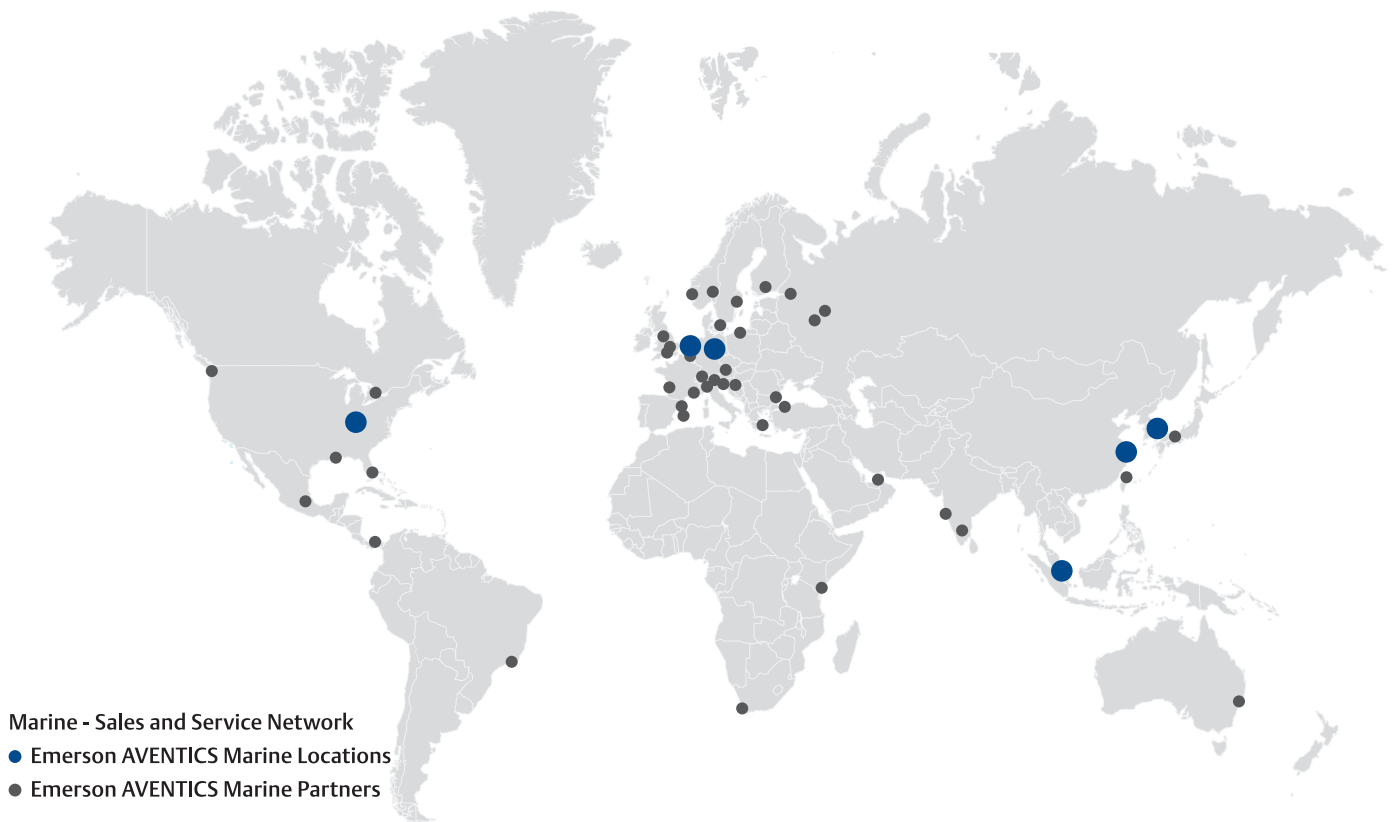 Marine - Sales and Service Network
Emerson AVENTICS Marine Locations
Emerson AVENTICS Marine Partners